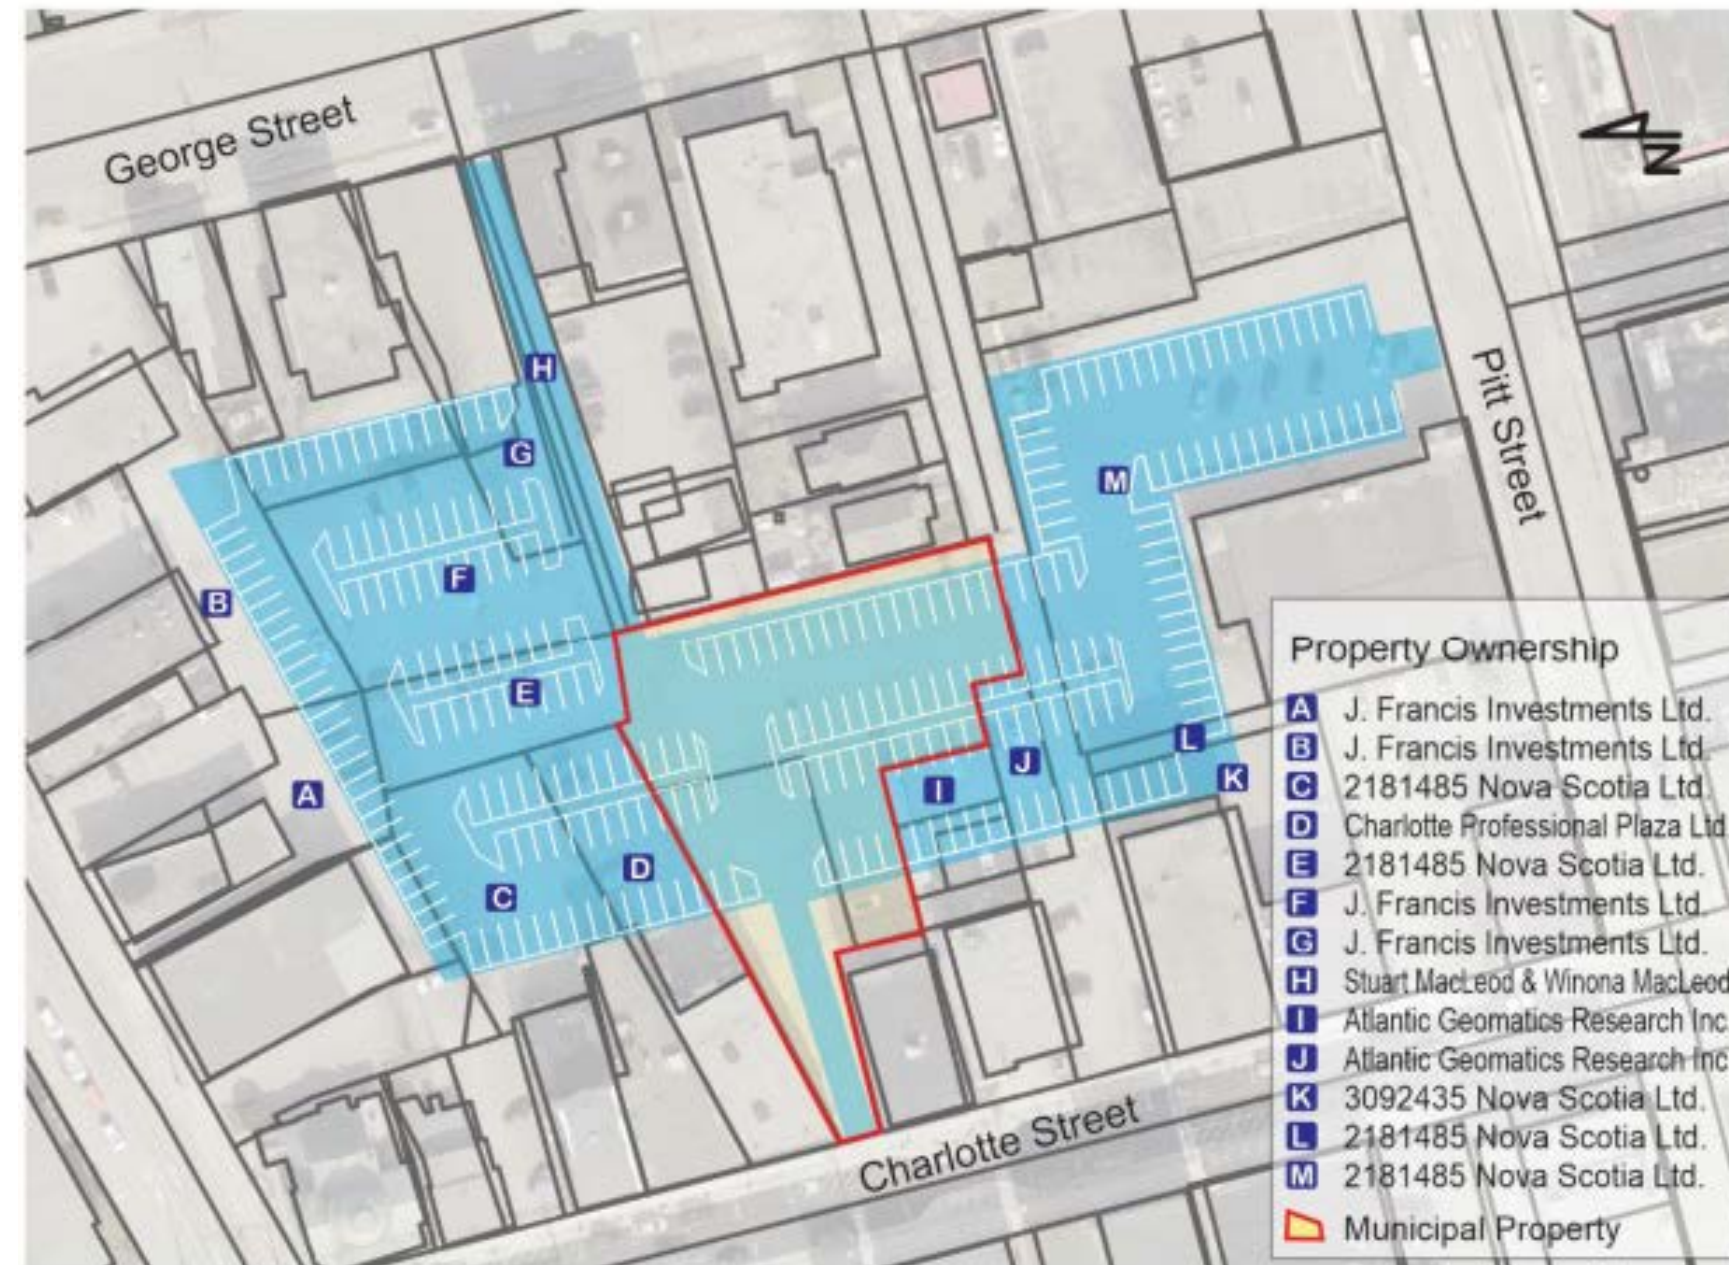 George Street
N
H
G
Pitt Street
M
F
B
E
L
J
K
I
A
D
C
Charlotte Street
Property Ownership
A J. Francis Investments Ltd.
B J. Francis Investments Ltd.
C 2181485 Nova Scotia Ltd.
D Charlotte Professional Plaza Ltd
E 2181485 Nova Scotia Ltd.
F J. Francis Investments Ltd.
G J. Francis Investments Ltd.
H Stuart MacLeod & Winona MacLeod
I Atlantic Geomatics Research Inc
J Atlantic Geomatics Research Inc
K 3092435 Nova Scotia Ltd.
L 2181485 Nova Scotia Ltd.
M 2181485 Nova Scotia Ltd.
Municipal Property